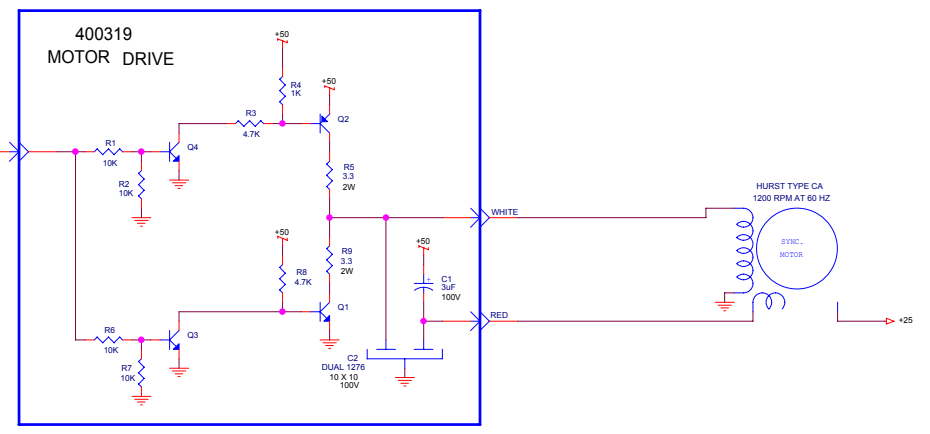 400319
MOTOR DRIVE
+50
+50
R4
1K
R3
4.7K
Q2
R1
10K
Q4
R2
10K
R5
3.3
2W
HURST TYPE CA
1200 RPM AT 60 HZ
WHITE
+50
+50
SYNC.
MOTOR
R9
3.3
2W
R8
4.7K
C1
+
3uF
100V
Q1
RED
+25
R6
10K
Q3
R7
10K
C2
DUAL 1276
10 X 10
100V